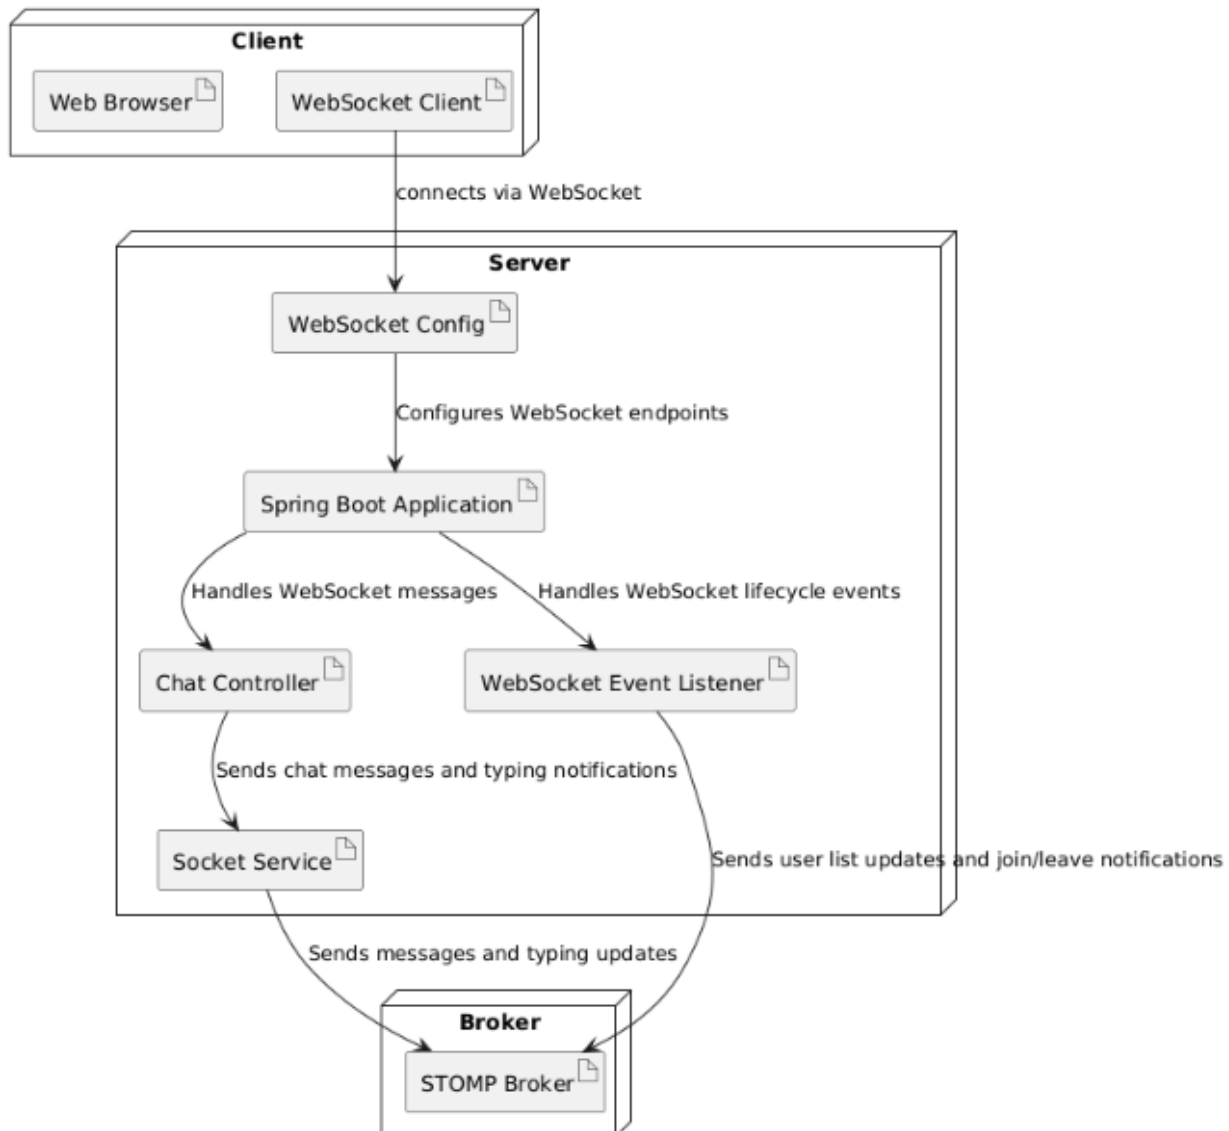 Client
Web Browser
WebSocket Client
connects via WebSocket
Server
WebSocket Config
Configures WebSocket endpoints
Spring Boot Application
Handles WebSocket messages
Handles WebSocket lifecycle events
Chat Controller
WebSocket Event Listener
Sends chat messages and typing notifications
Socket Service
Sends user list updates and join/leave notifications
Sends messages and typing updates
Broker
STOMP Broker